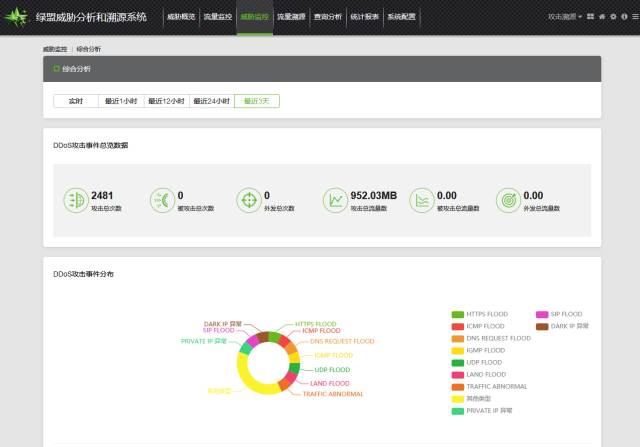 绿盟威胁分析和溯源系统 威胁概览 流量监控 威胁监控 流量溯源 查询分析 统计报表 系统配置 攻击溯源
威胁监控 | 综合分析
综合分析
实时 最近1小时 最近12小时 最近24小时 最近3天
DDoS攻击事件总览数据
2481 0 0 952.03MB 0.00 0.00
攻击总次数 被攻击总次数 外发总次数 攻击总流量数 被攻击总流量数 外发总流量数
DDoS攻击事件分布
DARK IP 异常 HTTPS FLOOD
SIP FLOOD ICMP FLOOD
PRIVATE IP 异常 DNS REQUEST FLOOD
IGMP FLOOD
UDP FLOOD
LAND FLOOD
其他类型 TRAFFIC ABNORMAL
HTTPS FLOOD SIP FLOOD
ICMP FLOOD DARK IP 异常
DNS REQUEST FLOOD
IGMP FLOOD
UDP FLOOD
LAND FLOOD
TRAFFIC ABNORMAL
其他类型
PRIVATE IP 异常